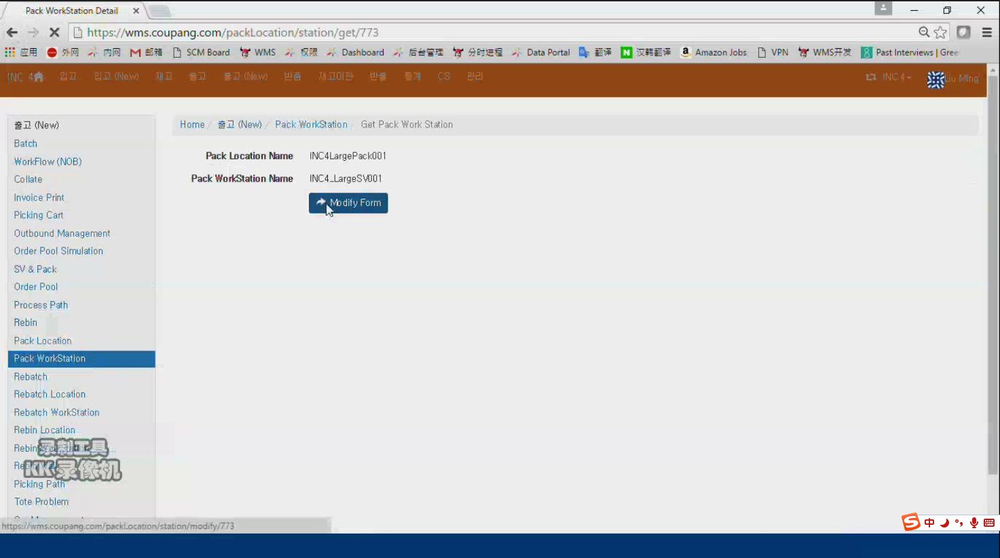 Pack WorkStation Detail
https://wms.coupang.com/packLocation/station/get/773
应用 外网 内网 邮箱 SCM Board WMS 权限 Dashboard 后台管理 分时进程 Data Portal 翻译 汉韩翻译 Amazon Jobs VPN WMS开发 Past Interviews | Gree
INC 4 입고 입고 (New) 재고 출고 출고 (New) 반품 재고이관 반출 통계 CS 관리 INC 4 Liu Ming
Home / 출고 (New) / Pack WorkStation / Get Pack Work Station
Pack Location Name INC4LargePack001
Pack WorkStation Name INC4_LargeSV001
Modify Form
출고 (New)
Batch
WorkFlow (NOB)
Collate
Invoice Print
Picking Cart
Outbound Management
Order Pool Simulation
SV & Pack
Order Pool
Process Path
Rebin
Pack Location
Pack WorkStation
Rebatch
Rebatch Location
Rebatch WorkStation
Rebin Location
Rebin
录制工具
KK录像机
Picking Path
Tote Problem
https://wms.coupang.com/packLocation/station/modify/773
中